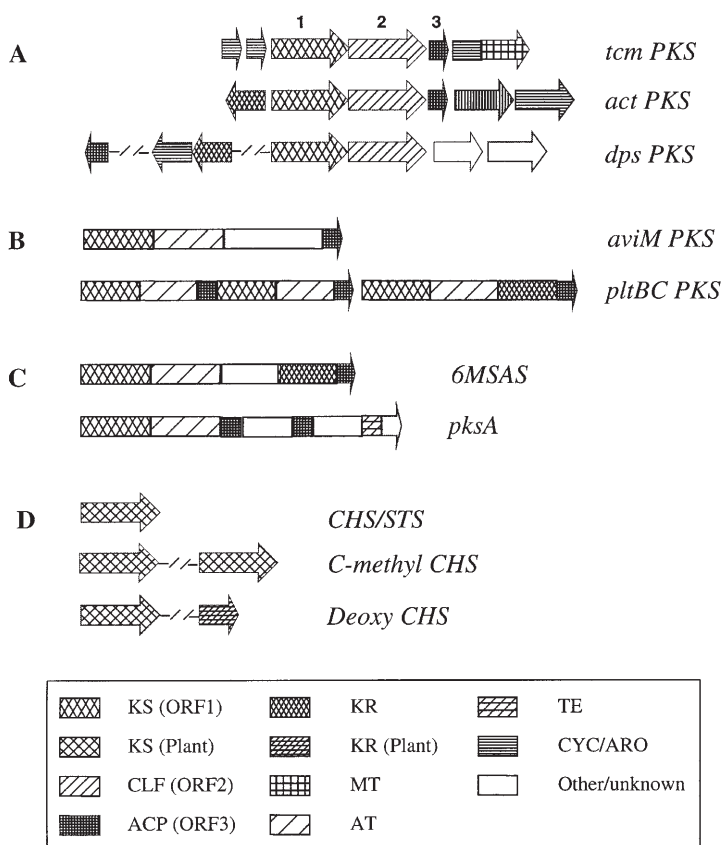 1 2 3
A tcm PKS
act PKS
dps PKS
B aviM PKS
pltBC PKS
C 6MSAS
pksA
D CHS/STS
C-methyl CHS
Deoxy CHS
KS (ORF1) KR TE
KS (Plant) KR (Plant) CYC/ARO
CLF (ORF2) MT Other/unknown
ACP (ORF3) AT